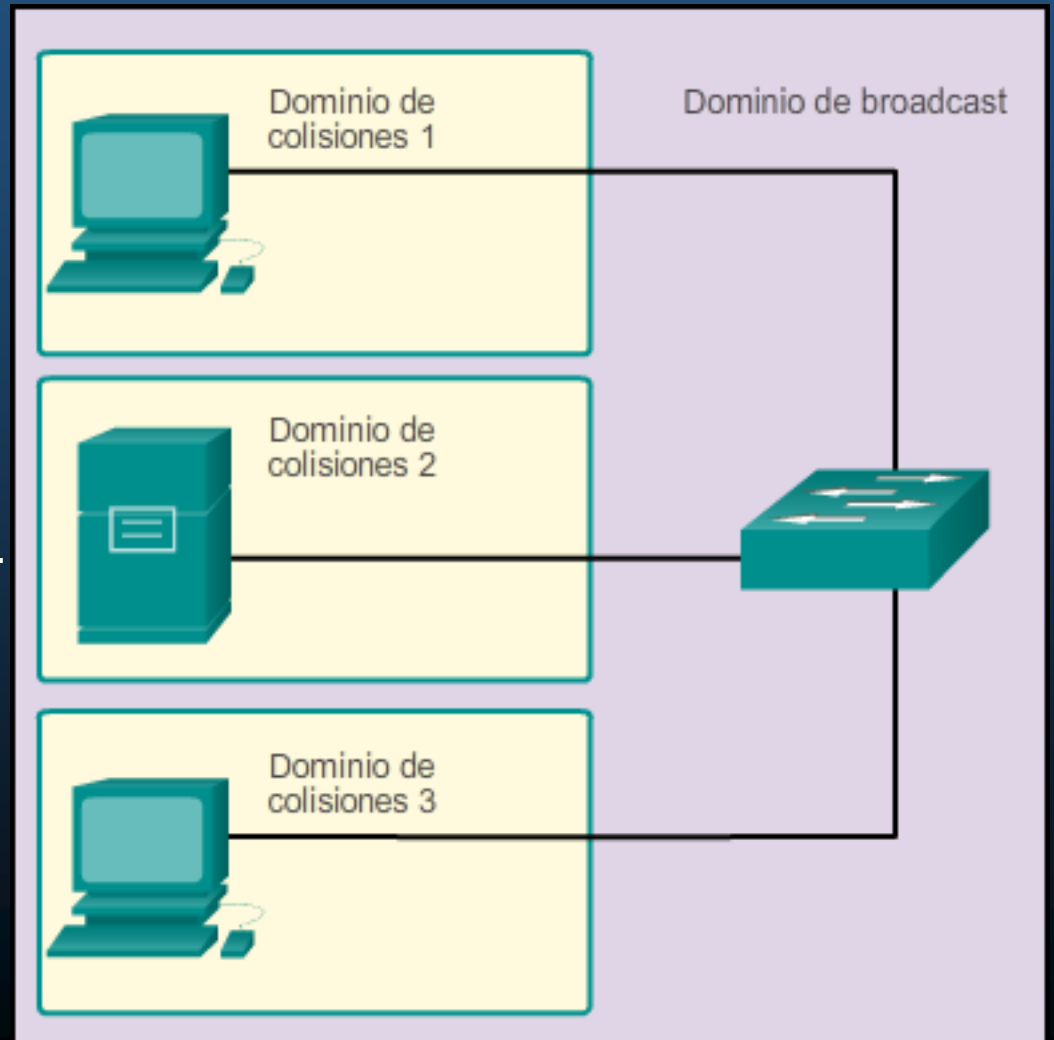 Dominio de
colisiones 1
Dominio de broadcast
Dominio de
colisiones 2
Dominio de
colisiones 3